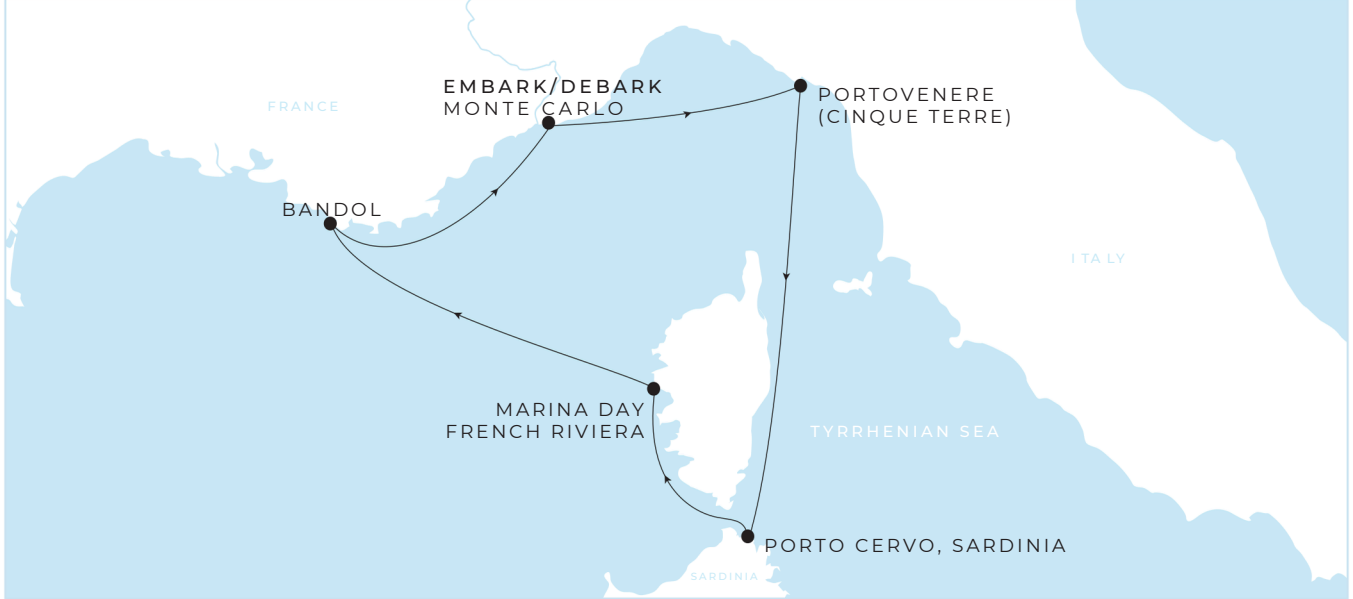 EMBARK/DEBARK
MONTE CARLO
FRANCE
PORTOVENERE
(CINQUE TERRE)
BANDOL
ITALY
MARINA DAY
FRENCH RIVIERA
TYRRHENIAN SEA
PORTO CERVO, SARDINIA
SARDINIA